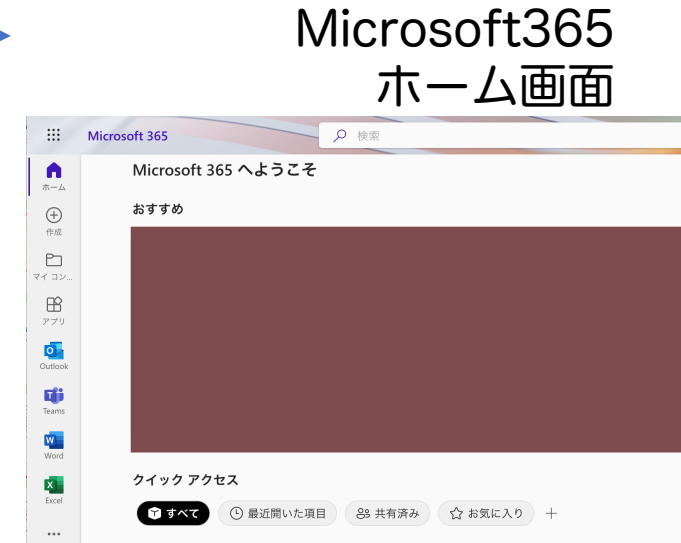 Microsoft365
ホーム画面
Microsoft 365
検索
ホーム
作成
マイ コン...
アプリ
Outlook
Teams
Word
Excel
Microsoft 365 へようこそ
おすすめ
クイック アクセス
すべて 最近開いた項目 共有済み お気に入り